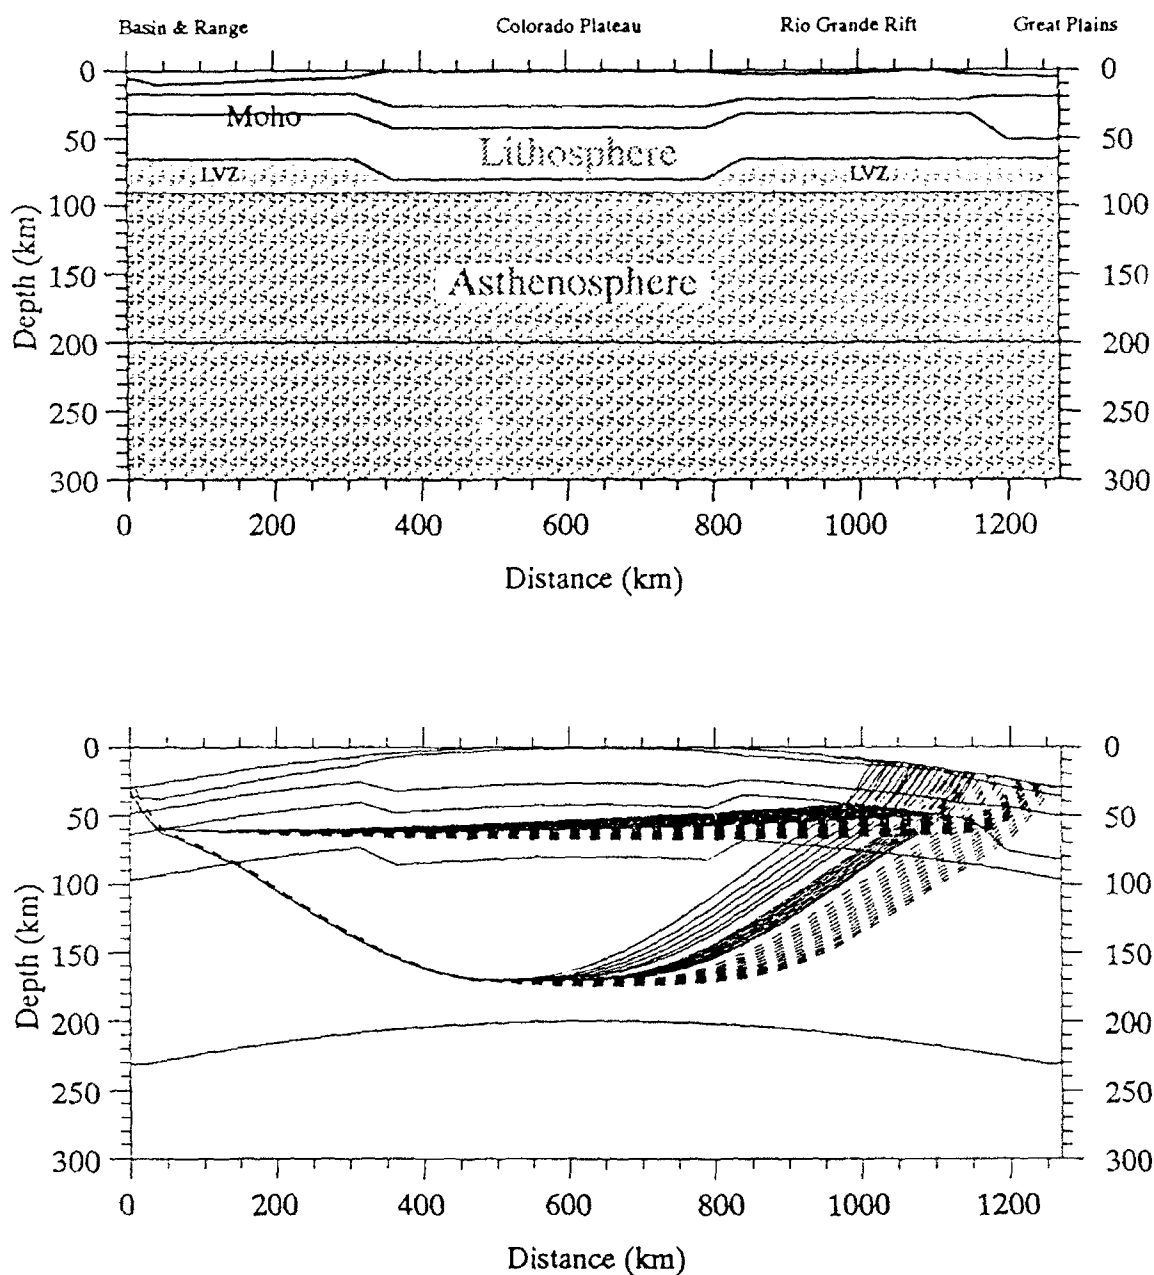 Basin & Range Colorado Plateau Rio Grande Rift Great Plains
0 0
Moho
50 Lithosphere 50
LVZ LVZ
100 100
Depth (km)
150 Asthenosphere 150
200 200
250 250
300 300
0 200 400 600 800 1000 1200
Distance (km)
0 0
50 50
100 100
Depth (km)
150 150
200 200
250 250
300 300
0 200 400 600 800 1000 1200
Distance (km)